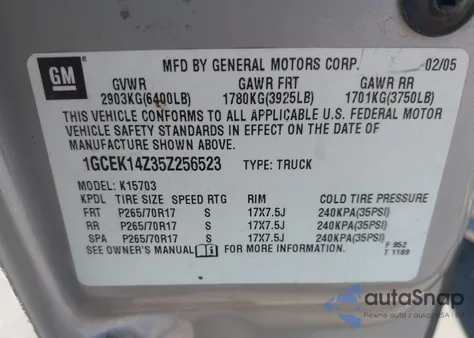 GM
MFD BY GENERAL MOTORS CORP. 02/05
GVWR GAWR FRT GAWR RR
2903KG(6400LB) 1780KG(3925LB) 1701KG(3750LB)
THIS VEHICLE CONFORMS TO ALL APPLICABLE U.S. FEDERAL MOTOR
VEHICLE SAFETY STANDARDS IN EFFECT ON THE DATE OF
MANUFACTURE SHOWN ABOVE.
1GCEK14Z35Z256523 TYPE: TRUCK
MODEL: K15703
KPDL TIRE SIZE SPEED RTG RIM COLD TIRE PRESSURE
FRT P265/70R17 S 17X7.5J 240KPA(35PSI)
RR P265/70R17 S 17X7.5J 240KPA(35PSI)
SPA P265/70R17 S 17X7.5J 240KPA(35PSI)
SEE OWNER'S MANUAL FOR MORE INFORMATION.
F 952
T 1189
autoSnap
Pewne auto z aukcji USA